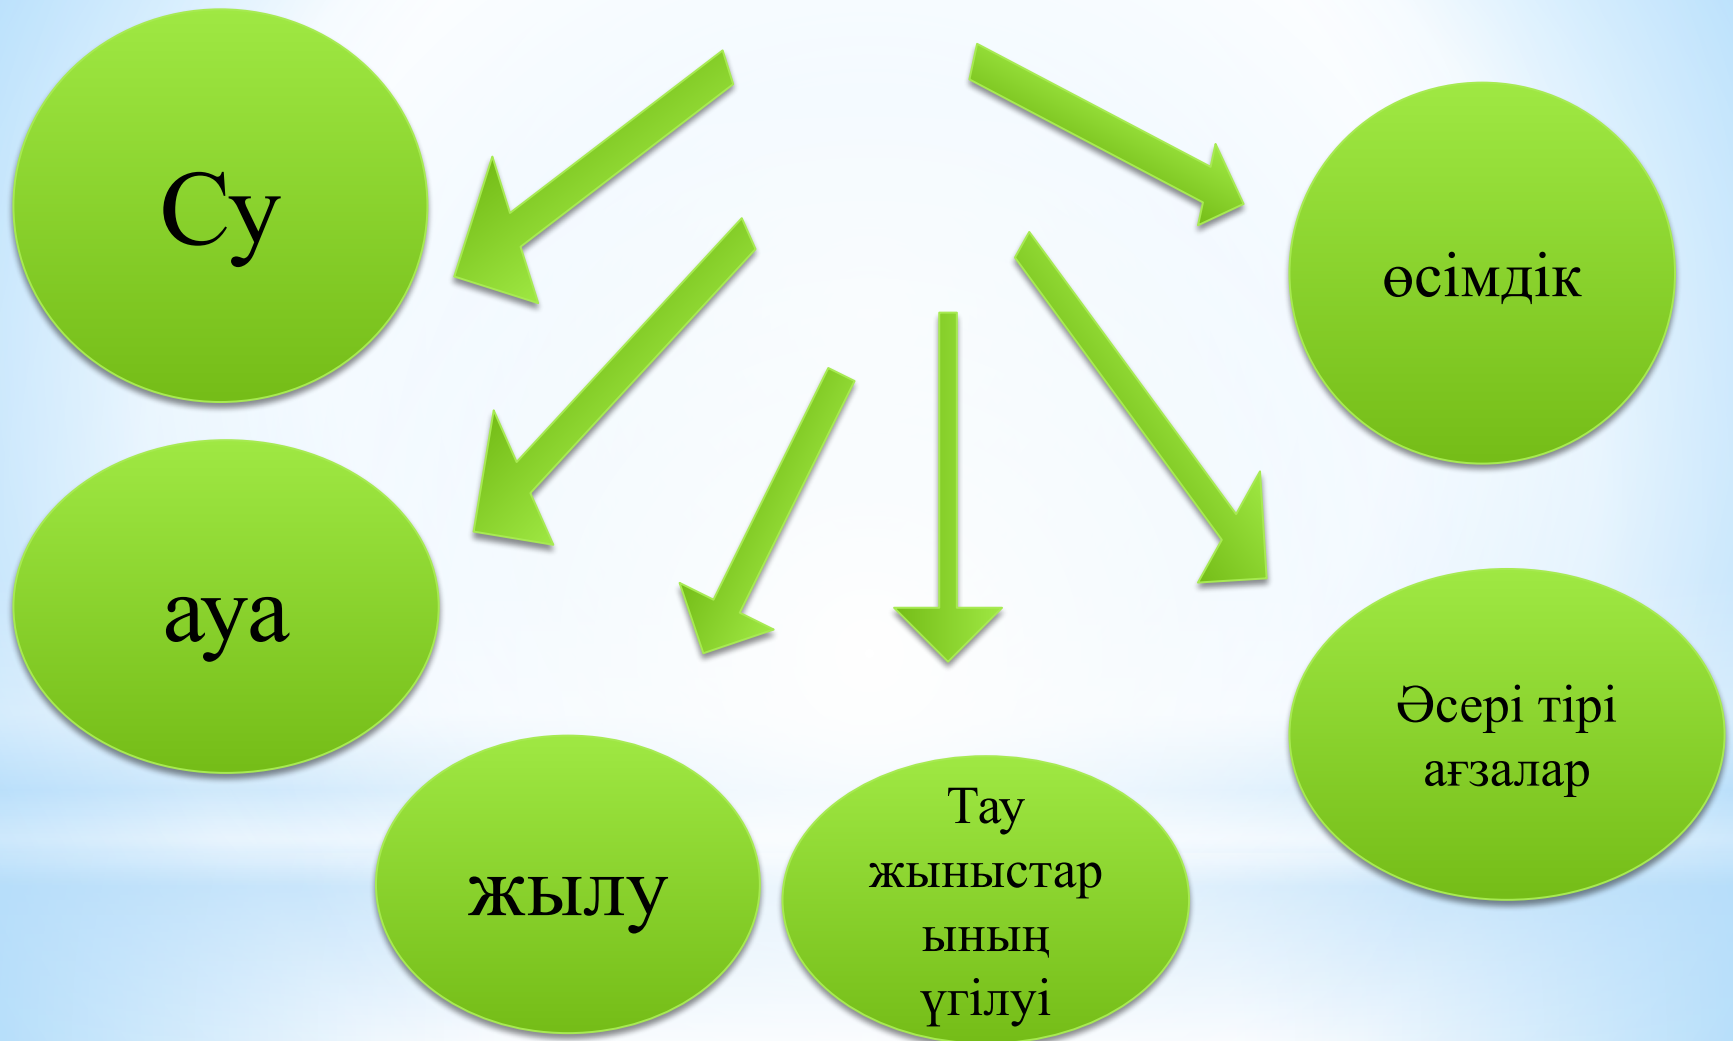 Су
өсімдік
ауа
Әсері тірі
ағзалар
жылу
Тау
жыныстар
ының
үгілуі